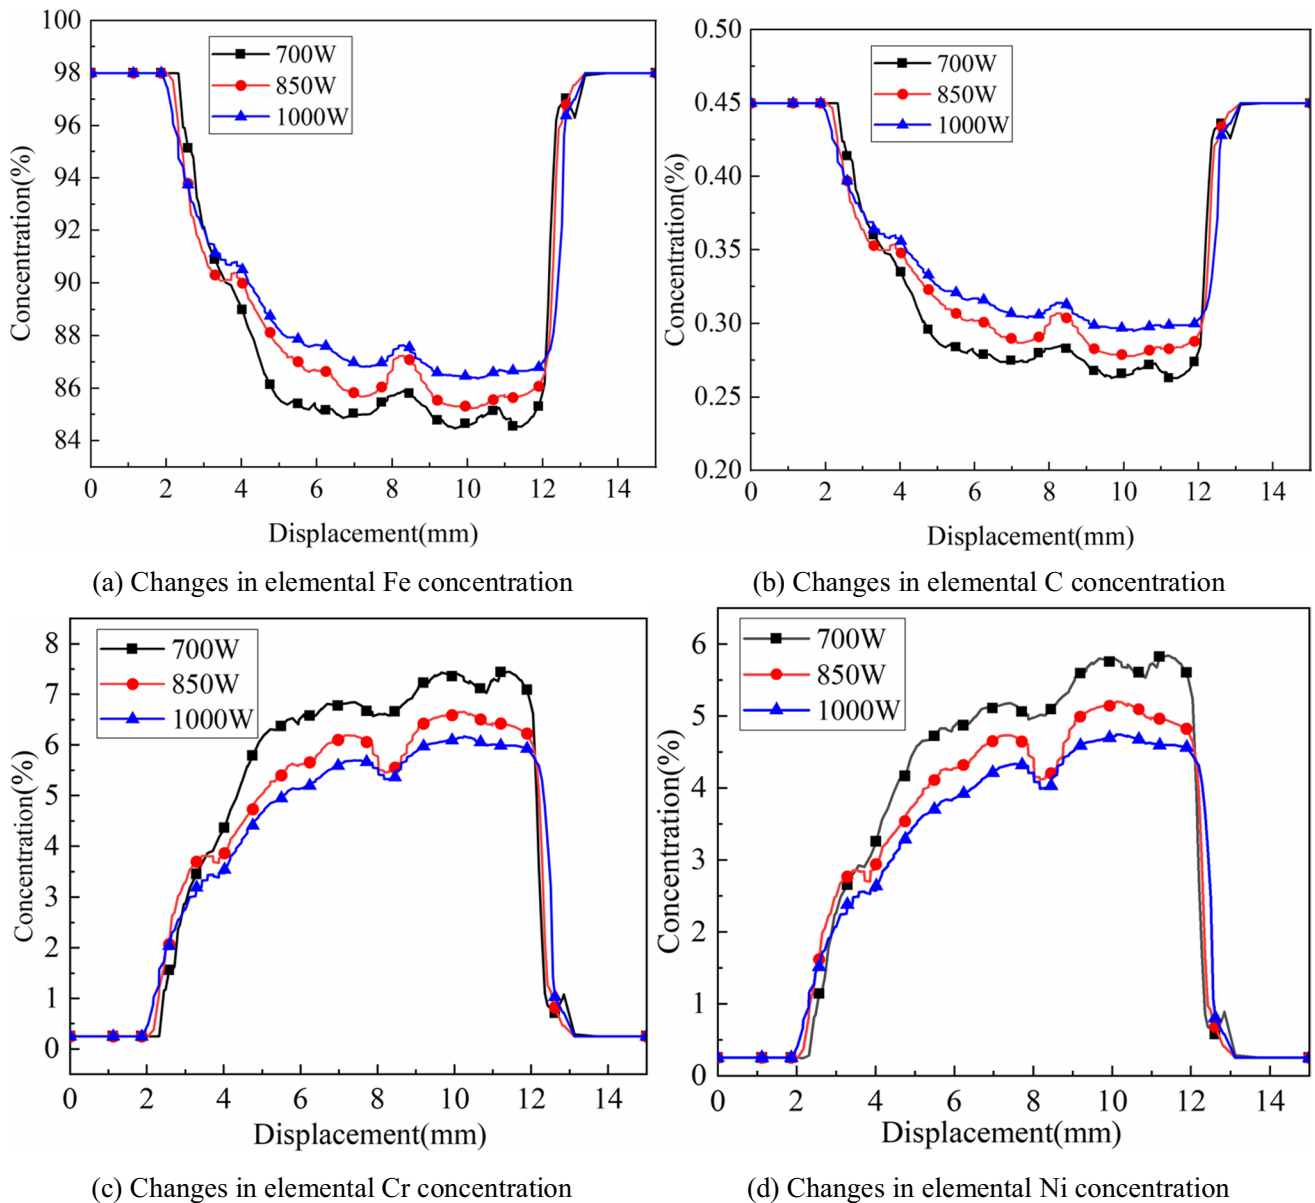 100
98
96
94
92
90
88
86
84
Concentration(%)
700W
850W
1000W
0 2 4 6 8 10 12 14
Displacement(mm)
(a) Changes in elemental Fe concentration
0.50
0.45
0.40
0.35
0.30
0.25
0.20
Concentration(%)
700W
850W
1000W
0 2 4 6 8 10 12 14
Displacement(mm)
(b) Changes in elemental C concentration
8
7
6
5
4
3
2
1
0
Concentration(%)
700W
850W
1000W
0 2 4 6 8 10 12 14
Displacement(mm)
(c) Changes in elemental Cr concentration
6
5
4
3
2
1
0
Concentration(%)
700W
850W
1000W
0 2 4 6 8 10 12 14
Displacement(mm)
(d) Changes in elemental Ni concentration